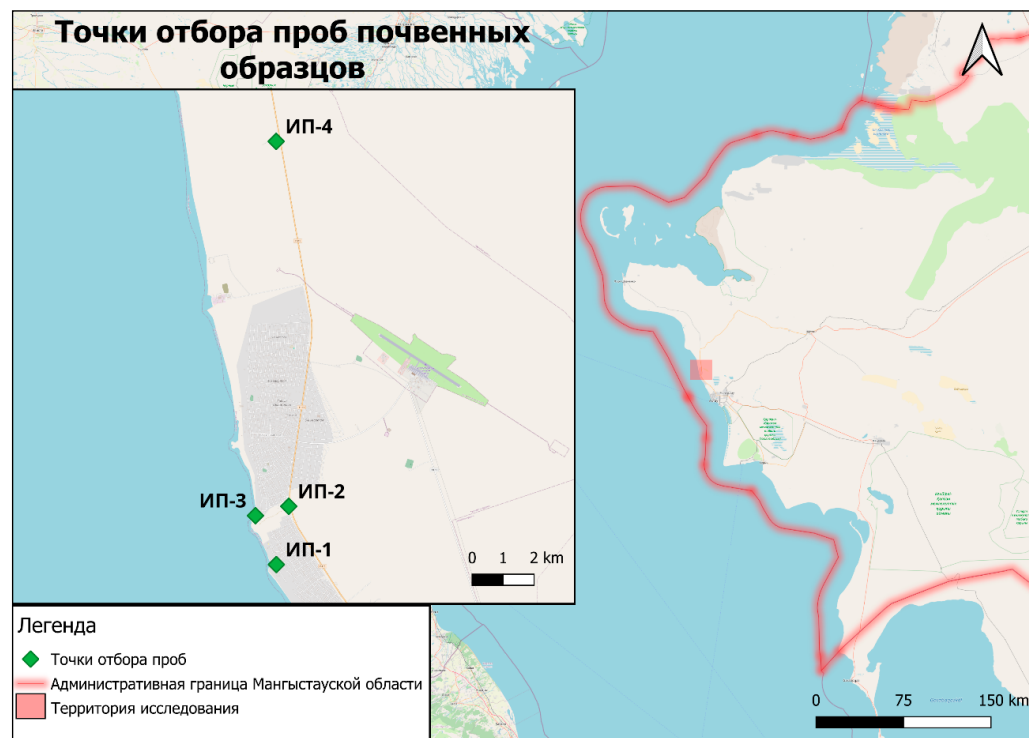 Точки отбора проб почвенных
образцов
ИП-4
ИП-3
ИП-2
ИП-1
0 1 2 km
Легенда
Точки отбора проб
Административная граница Мангыстауской области
Территория исследования
0 75 150 km